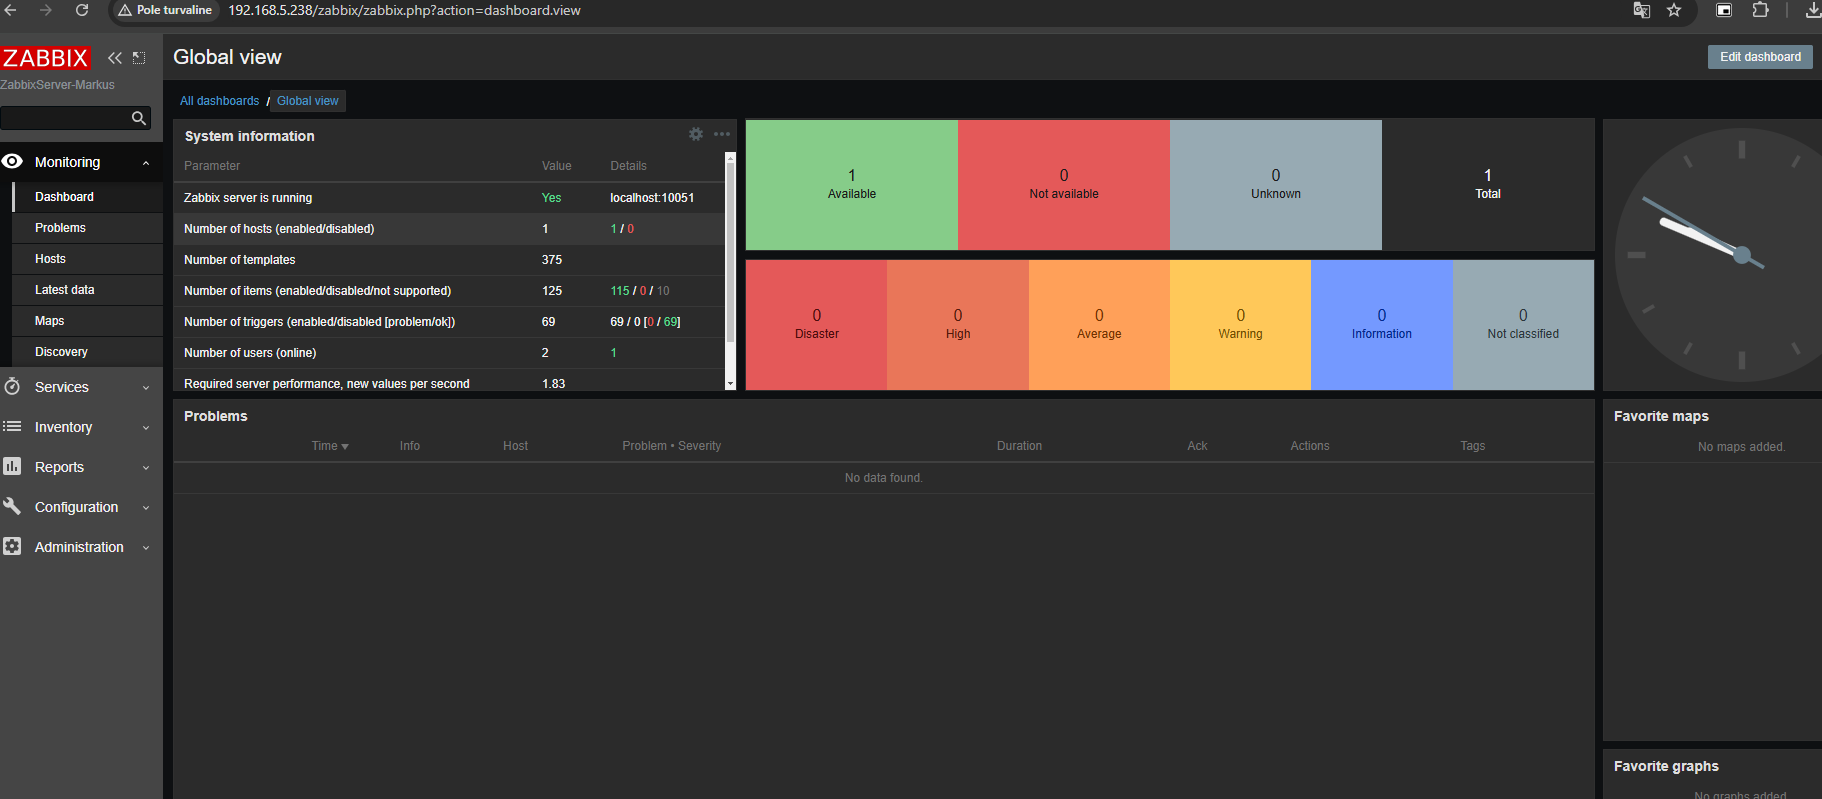 Pole turvaline
192.168.5.238/zabbix/zabbix.php?action=dashboard.view
ZABBIX
ZabbixServer-Markus
Monitoring
Dashboard
Problems
Hosts
Latest data
Maps
Discovery
Services
Inventory
Reports
Configuration
Administration
Global view
Edit dashboard
All dashboards / Global view
System information
Parameter Value Details
Zabbix server is running Yes localhost:10051
Number of hosts (enabled/disabled) 1 1 / 0
Number of templates 375
Number of items (enabled/disabled/not supported) 125 115 / 0 / 10
Number of triggers (enabled/disabled [problem/ok]) 69 69 / 0 [0 / 69]
Number of users (online) 2 1
Required server performance, new values per second 1.83
1 0 0 1
Available Not available Unknown Total
0 0 0 0 0 0
Disaster High Average Warning Information Not classified
Problems
Time Info Host Problem • Severity Duration Ack Actions Tags
No data found.
Favorite maps
No maps added.
Favorite graphs
No graphs added.